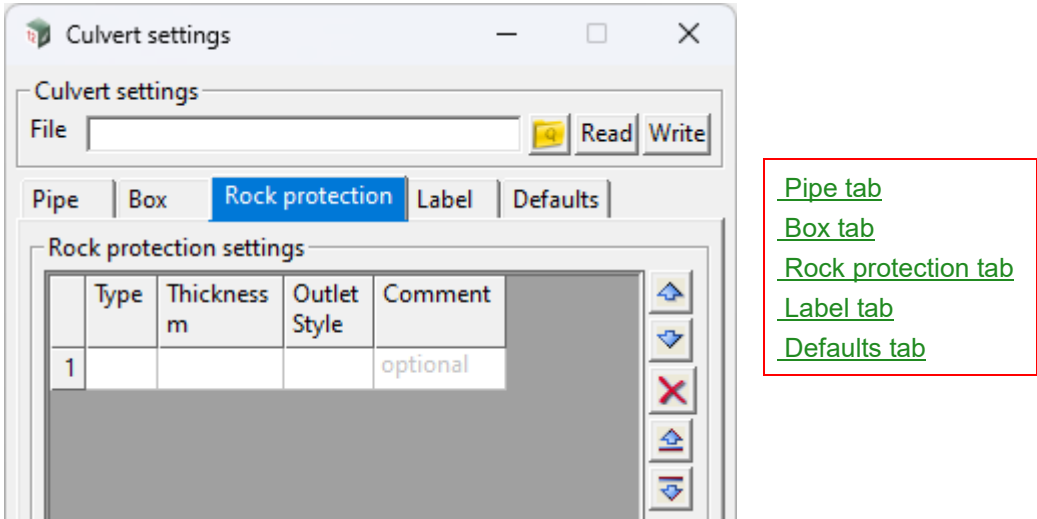 Culvert settings
Culvert settings
File Read Write
Pipe Box Rock protection Label Defaults
Rock protection settings
Type Thickness m Outlet Style Comment
1 optional
Pipe tab
Box tab
Rock protection tab
Label tab
Defaults tab